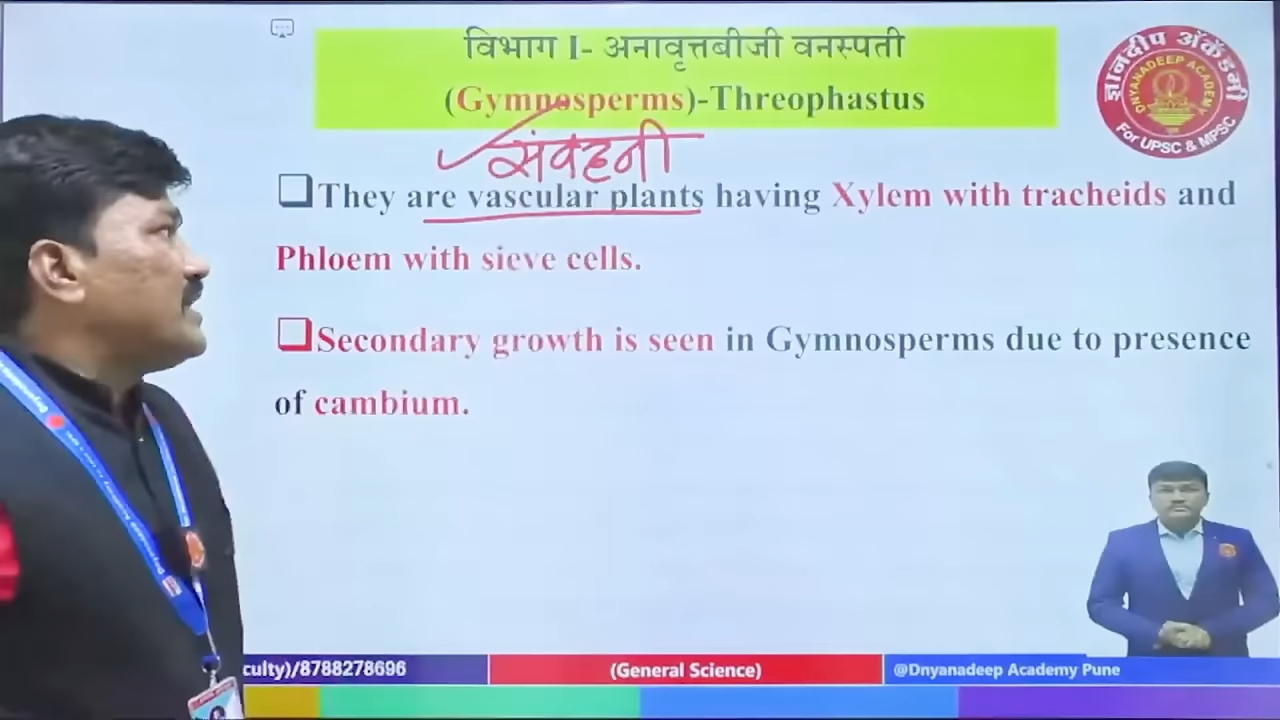 विभाग I- अनावृत्तबीजी वनस्पती
(Gymnosperms)-Threophastus
संवहनी
They are vascular plants having Xylem with tracheids and
Phloem with sieve cells.
Secondary growth is seen in Gymnosperms due to presence
of cambium.
ज्ञानदीप अ‍ॅकॅडमी
DNYANADEEP ACADEMY
For UPSC & MPSC
culty)/8788278696
(General Science)
@Dnyanadeep Academy Pune